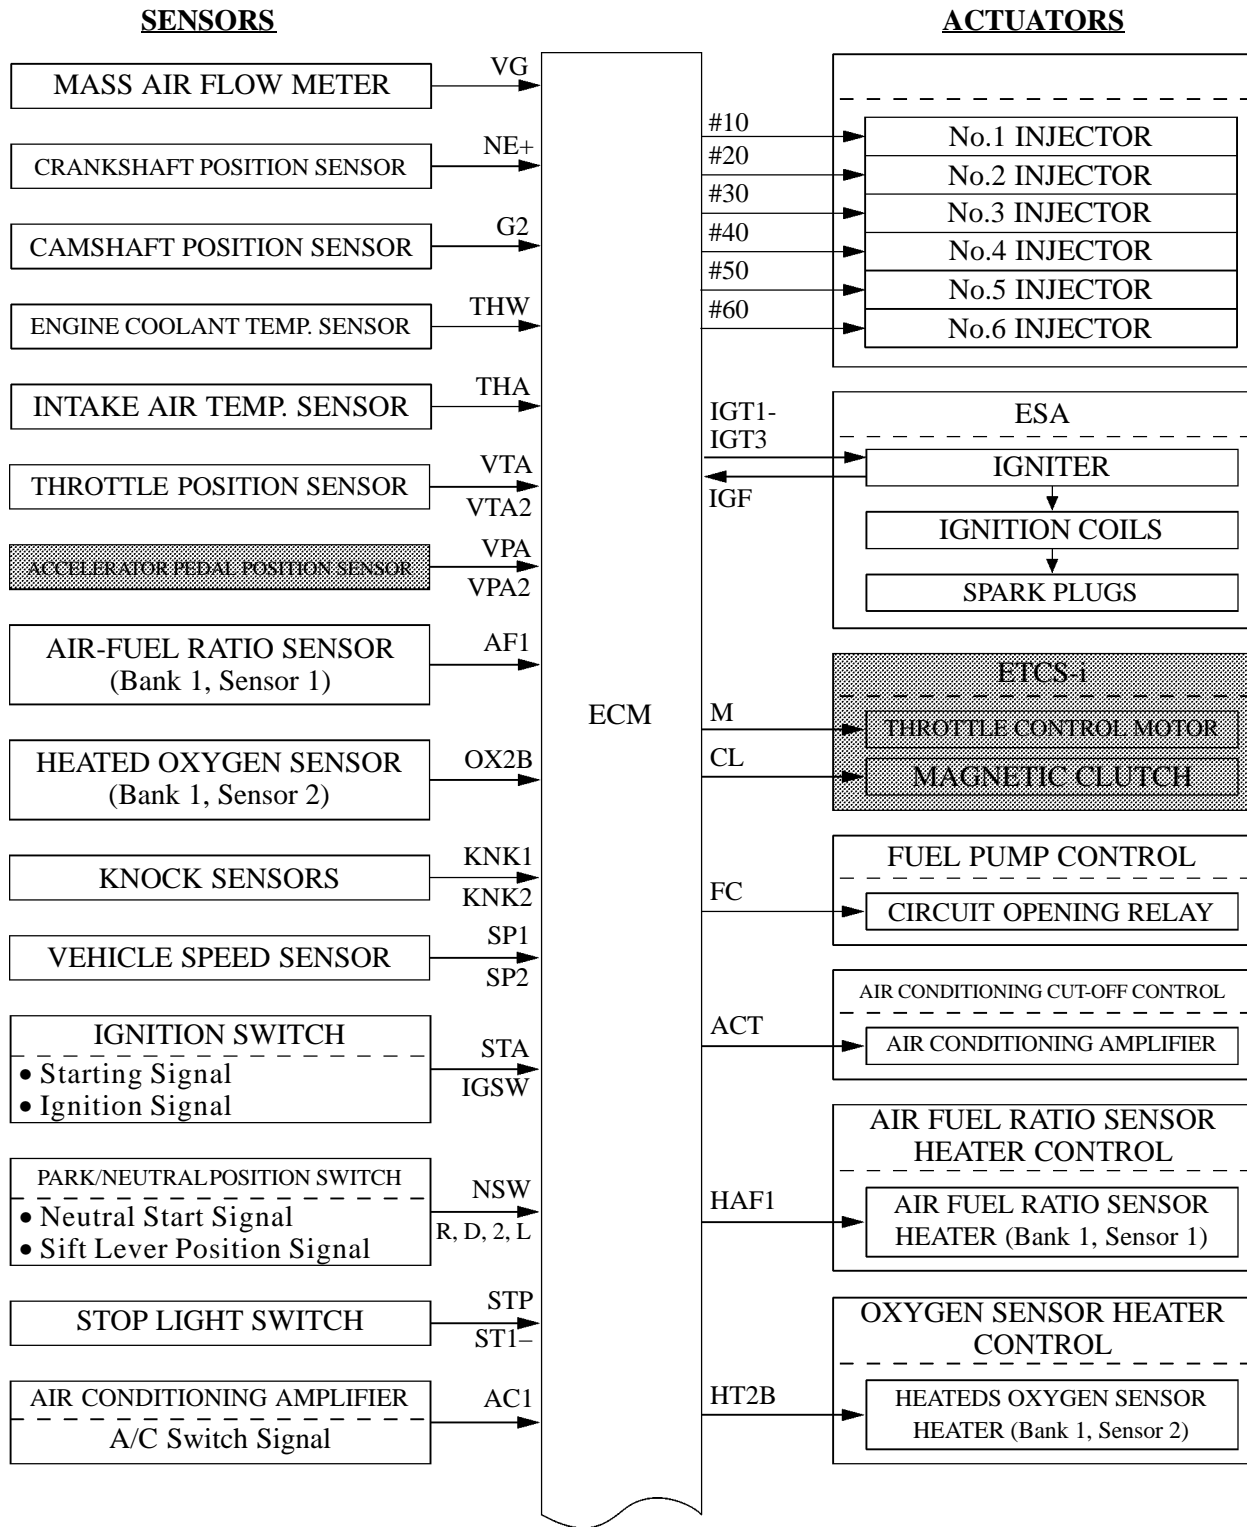 SENSORS
MASS AIR FLOW METER
VG
CRANKSHAFT POSITION SENSOR
NE+
CAMSHAFT POSITION SENSOR
G2
ENGINE COOLANT TEMP. SENSOR
THW
INTAKE AIR TEMP. SENSOR
THA
THROTTLE POSITION SENSOR
VTA
VTA2
ACCELERATOR PEDAL POSITION SENSOR
VPA
VPA2
AIR-FUEL RATIO SENSOR
(Bank 1, Sensor 1)
AF1
HEATED OXYGEN SENSOR
(Bank 1, Sensor 2)
OX2B
KNOCK SENSORS
KNK1
KNK2
VEHICLE SPEED SENSOR
SP1
SP2
IGNITION SWITCH
• Starting Signal
• Ignition Signal
STA
IGSW
PARK/NEUTRAL POSITION SWITCH
• Neutral Start Signal
• Sift Lever Position Signal
NSW
R, D, 2, L
STOP LIGHT SWITCH
STP
ST1–
AIR CONDITIONING AMPLIFIER
A/C Switch Signal
AC1
ECM
ACTUATORS
#10
No.1 INJECTOR
#20
No.2 INJECTOR
#30
No.3 INJECTOR
#40
No.4 INJECTOR
#50
No.5 INJECTOR
#60
No.6 INJECTOR
IGT1-
IGT3
IGF
ESA
IGNITER
IGNITION COILS
SPARK PLUGS
ETCS-i
M
THROTTLE CONTROL MOTOR
CL
MAGNETIC CLUTCH
FUEL PUMP CONTROL
FC
CIRCUIT OPENING RELAY
AIR CONDITIONING CUT-OFF CONTROL
ACT
AIR CONDITIONING AMPLIFIER
AIR FUEL RATIO SENSOR
HEATER CONTROL
HAF1
AIR FUEL RATIO SENSOR
HEATER (Bank 1, Sensor 1)
OXYGEN SENSOR HEATER
CONTROL
HT2B
HEATEDS OXYGEN SENSOR
HEATER (Bank 1, Sensor 2)